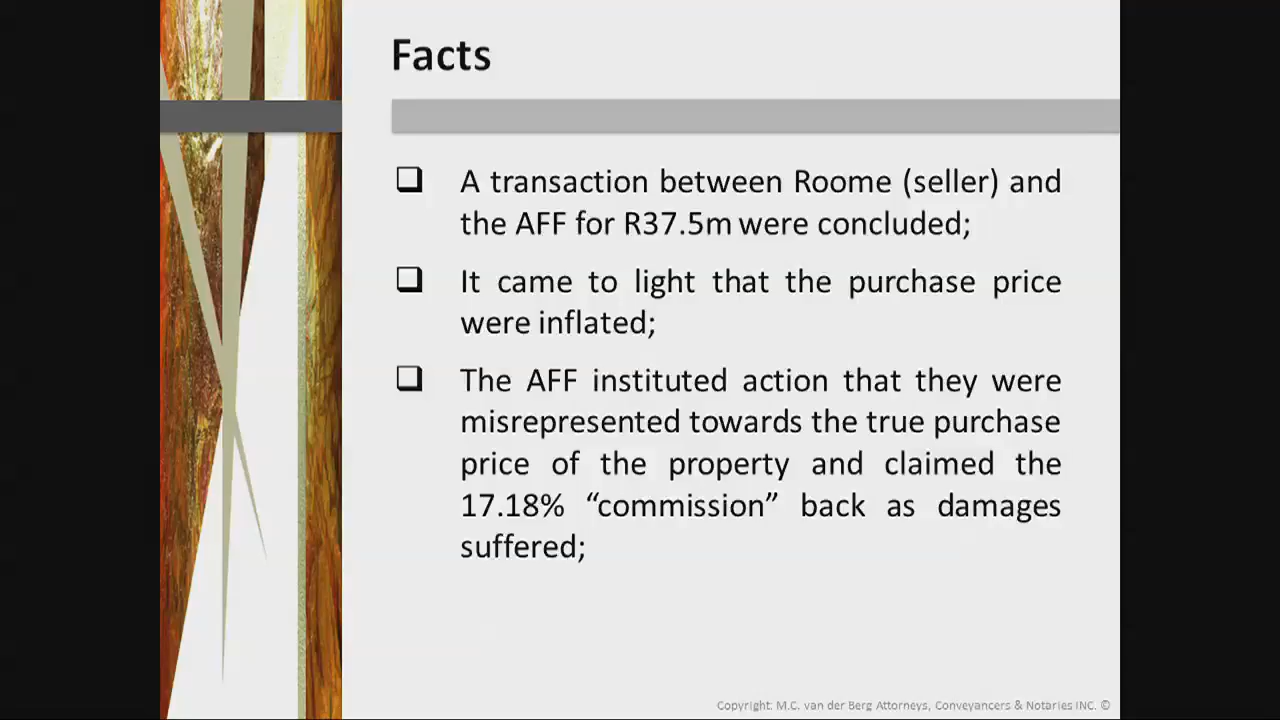 Facts
A transaction between Roome (seller) and
the AFF for R37.5m were concluded;
It came to light that the purchase price
were inflated;
The AFF instituted action that they were
misrepresented towards the true purchase
price of the property and claimed the
17.18% “commission” back as damages
suffered;
Copyright: M.C. van der Berg Attorneys, Conveyancers & Notaries INC. ©